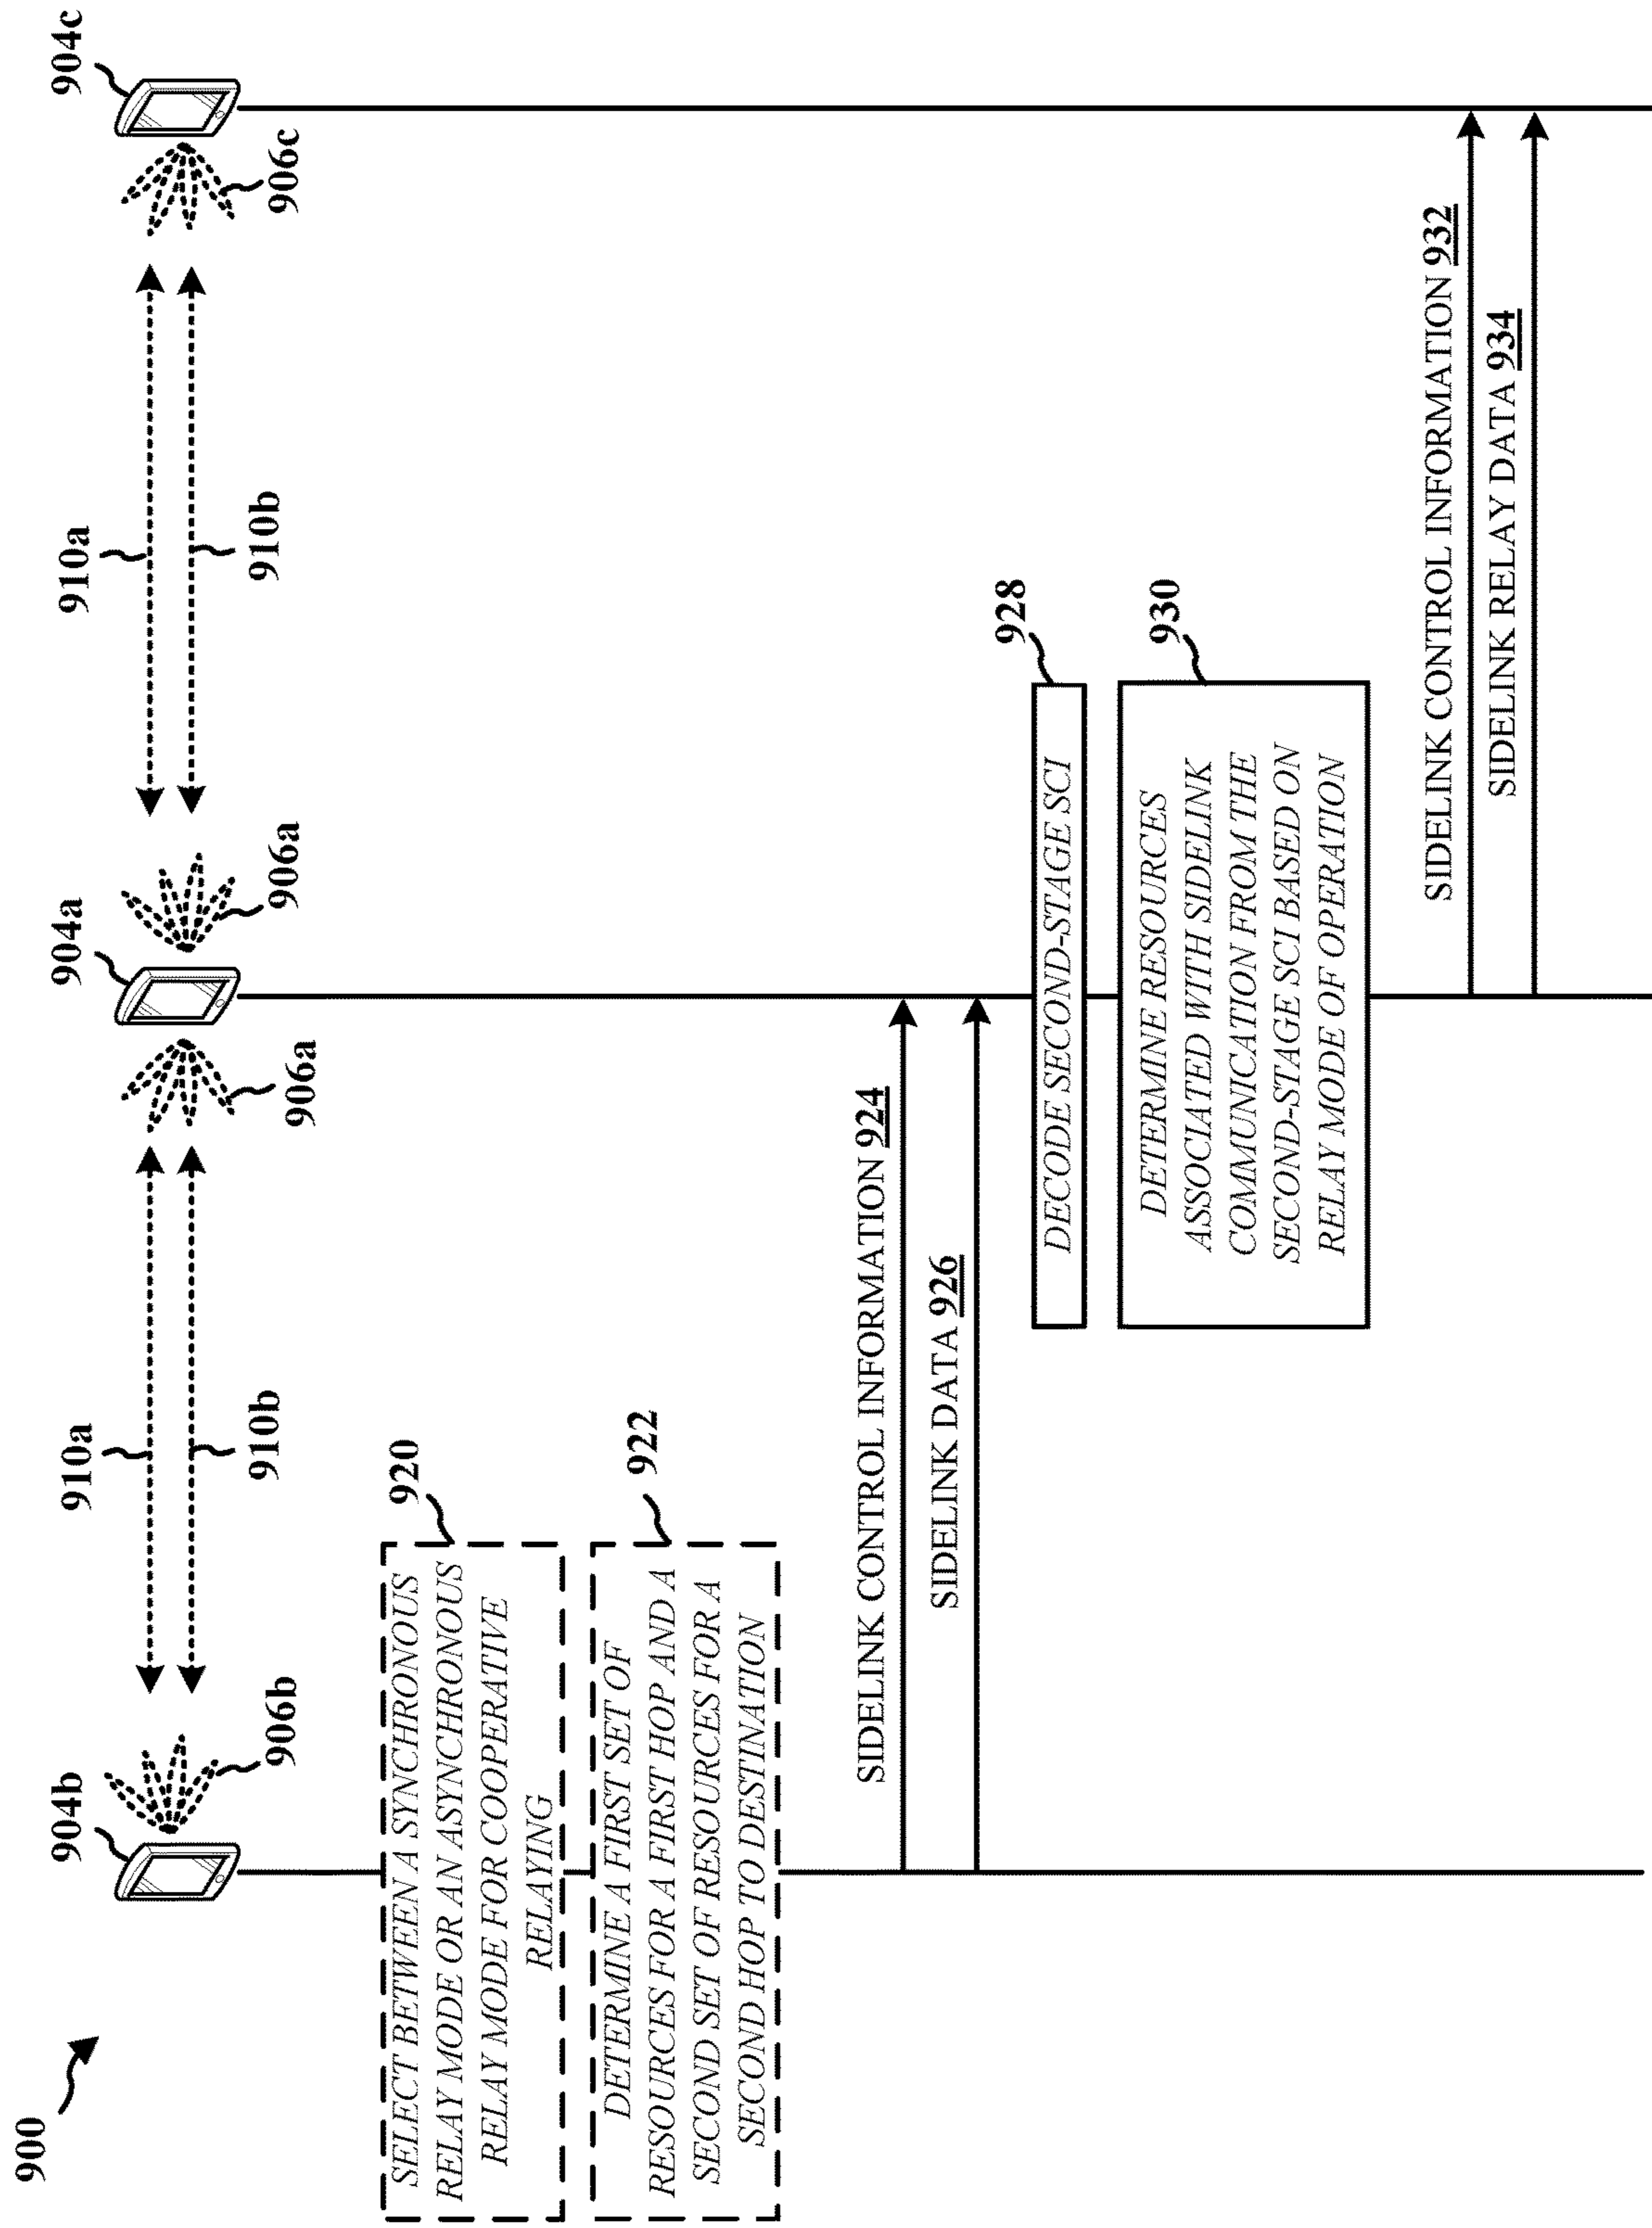 900
904b
904a
904c
906b
906a
906a
906c
910a
910b
910a
910b
920
SELECT BETWEEN A SYNCHRONOUS
RELAY MODE OR AN ASYNCHRONOUS
RELAY MODE FOR COOPERATIVE
RELAYING
922
DETERMINE A FIRST SET OF
RESOURCES FOR A FIRST HOP AND A
SECOND SET OF RESOURCES FOR A
SECOND HOP TO DESTINATION
SIDELINK CONTROL INFORMATION 924
SIDELINK DATA 926
928
DECODE SECOND-STAGE SCI
930
DETERMINE RESOURCES
ASSOCIATED WITH SIDELINK
COMMUNICATION FROM THE
SECOND-STAGE SCI BASED ON
RELAY MODE OF OPERATION
SIDELINK CONTROL INFORMATION 932
SIDELINK RELAY DATA 934